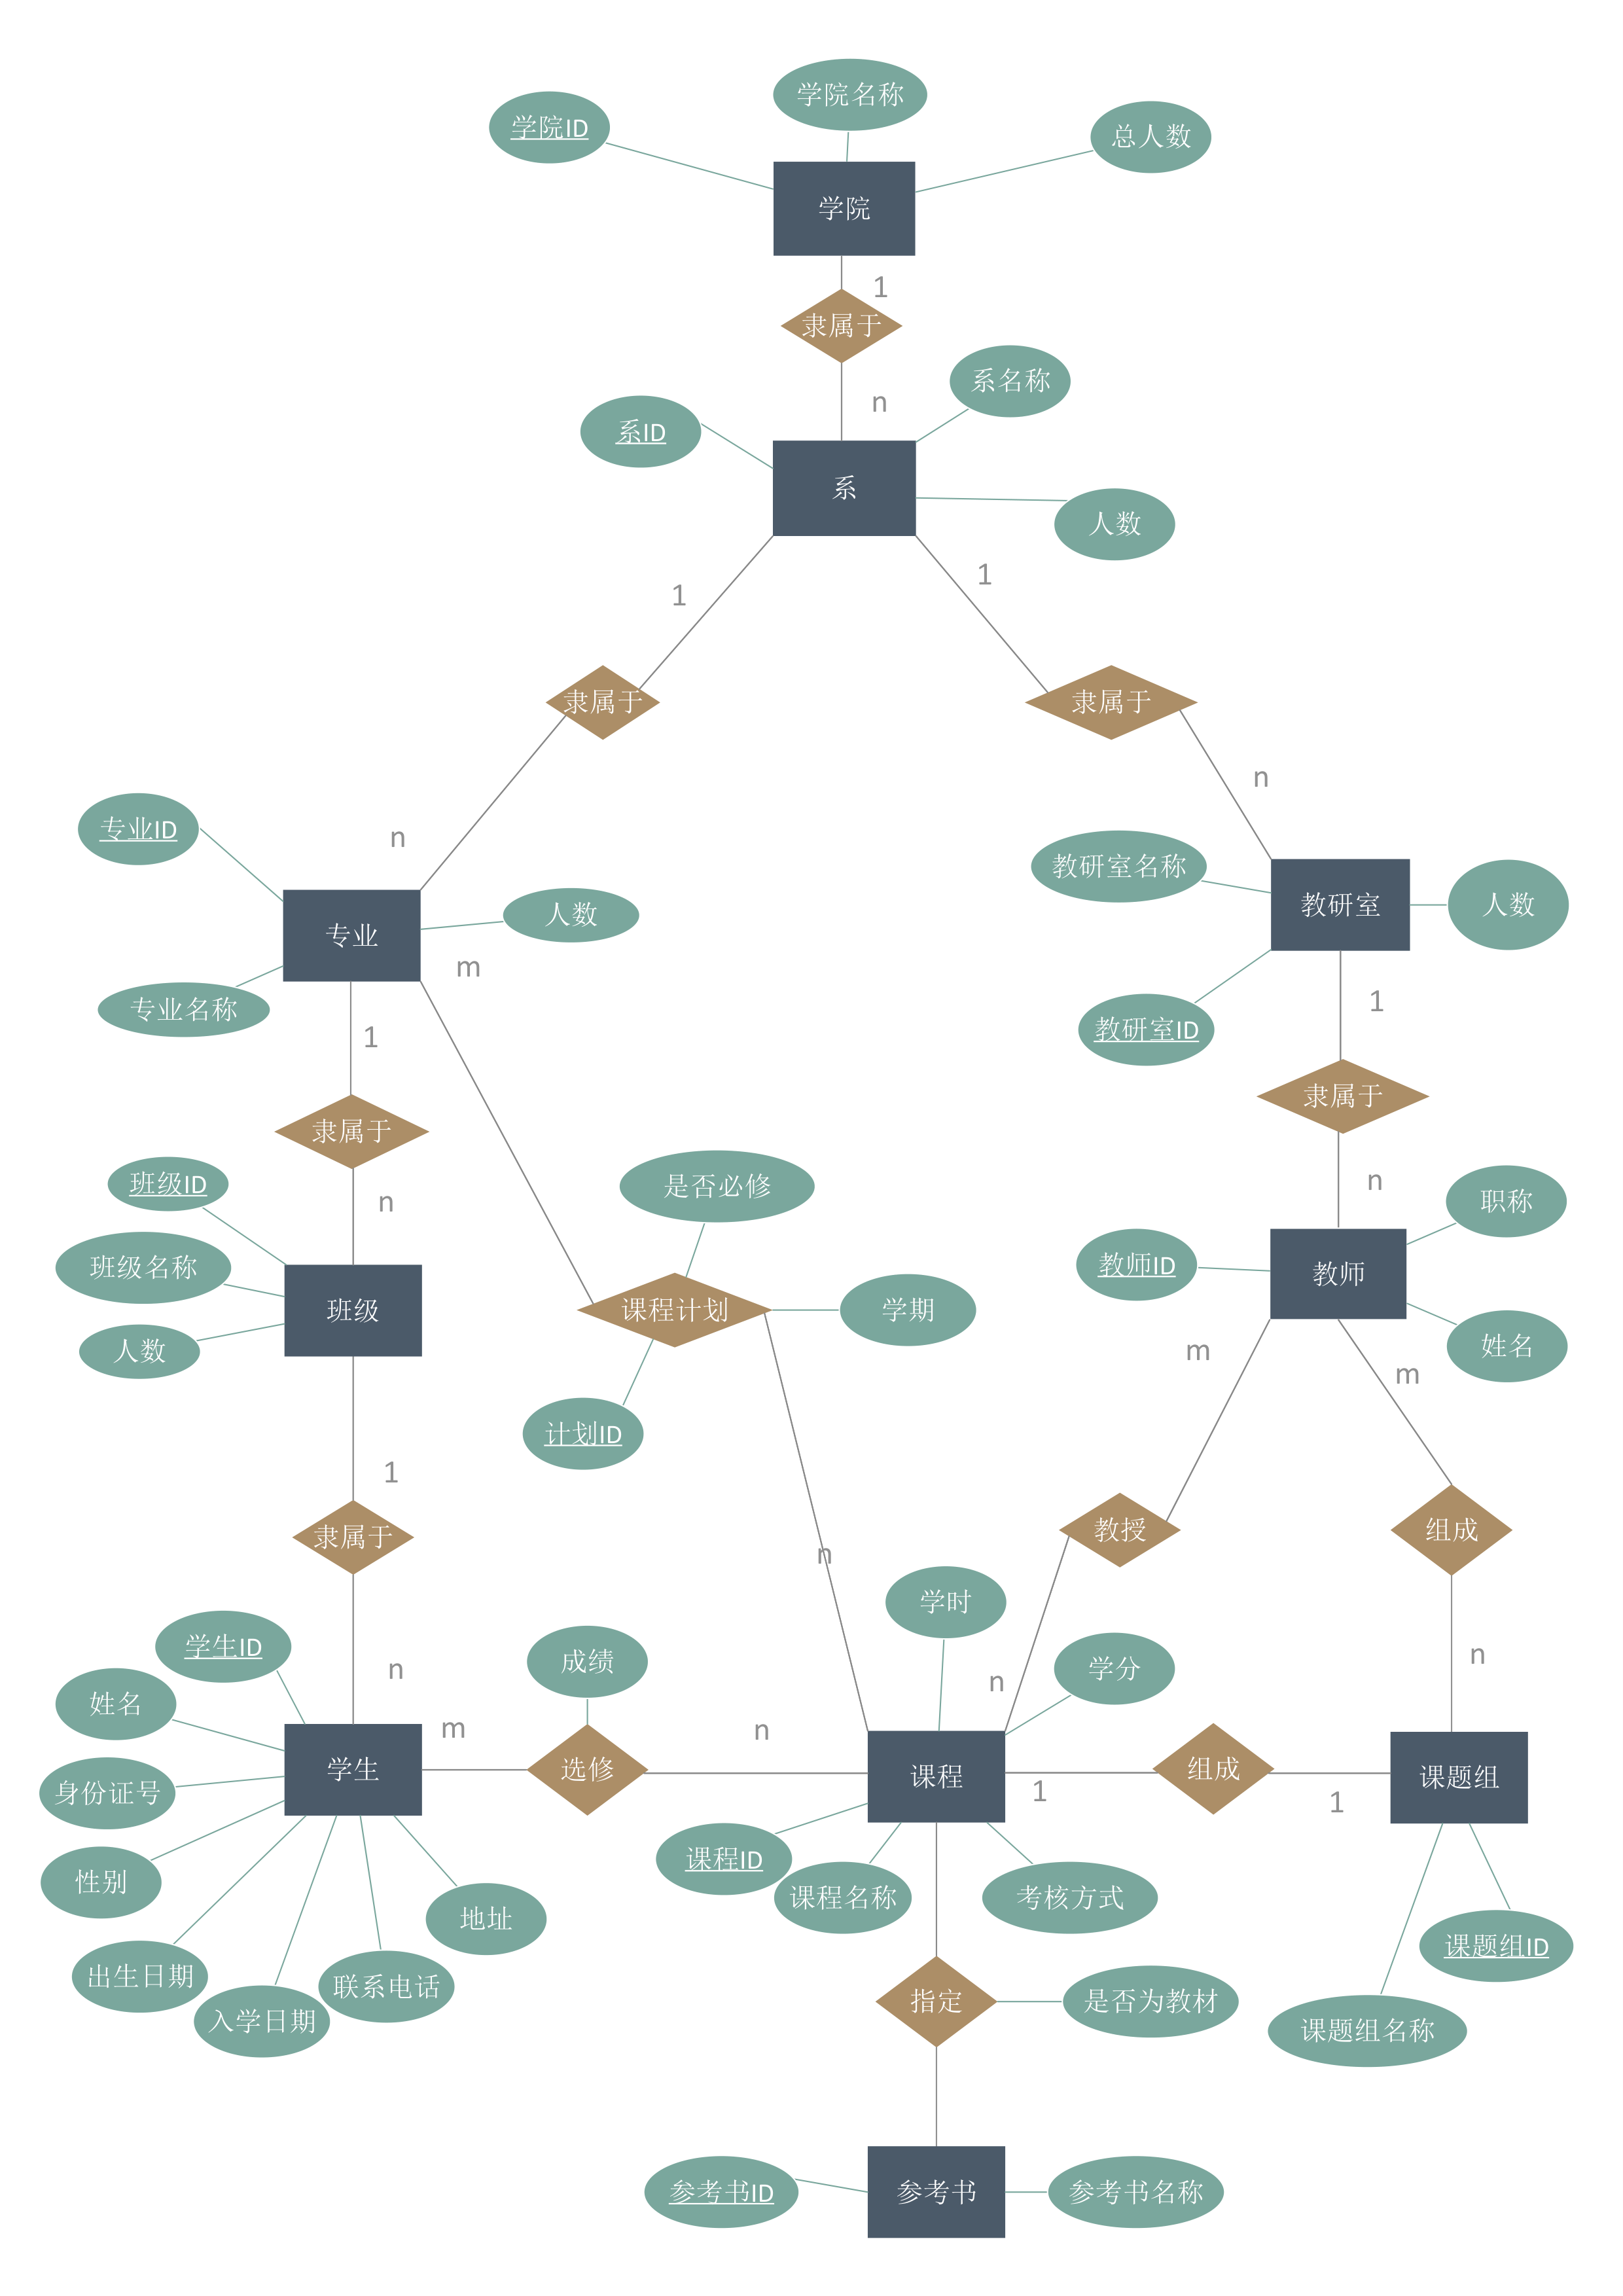 学院名称
学院ID
总人数
学院
1
隶属于
系名称
n
系ID
系
人数
1
1
隶属于
隶属于
n
专业ID
n
教研室名称
教研室
人数
人数
专业
m
专业名称
教研室ID
1
1
隶属于
隶属于
班级ID
是否必修
n
n
职称
班级名称
教师ID
教师
班级
课程计划
学期
人数
m
姓名
m
计划ID
1
隶属于
教授
组成
n
学时
学生ID
成绩
n
学分
n
姓名
n
m
n
学生
选修
课程
组成
课题组
身份证号
1
1
课程ID
性别
课程名称
考核方式
地址
课题组ID
出生日期
联系电话
指定
是否为教材
入学日期
课题组名称
参考书ID
参考书
参考书名称